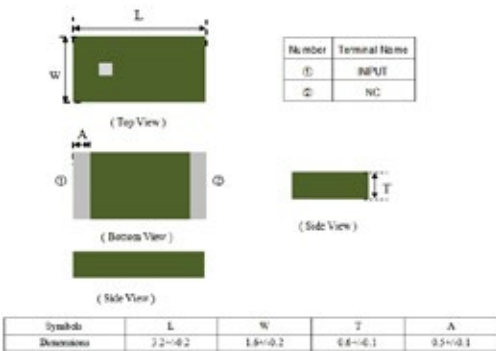 L
W
( Top View )
Number Terminal Name
① INPUT
② NC
A
① ②
( Bottom View )
T
( Side View )
( Side View )
Symbols L W T A
Dimensions 3.2+/-0.2 1.6+/-0.2 0.6+/-0.1 0.5+/-0.1